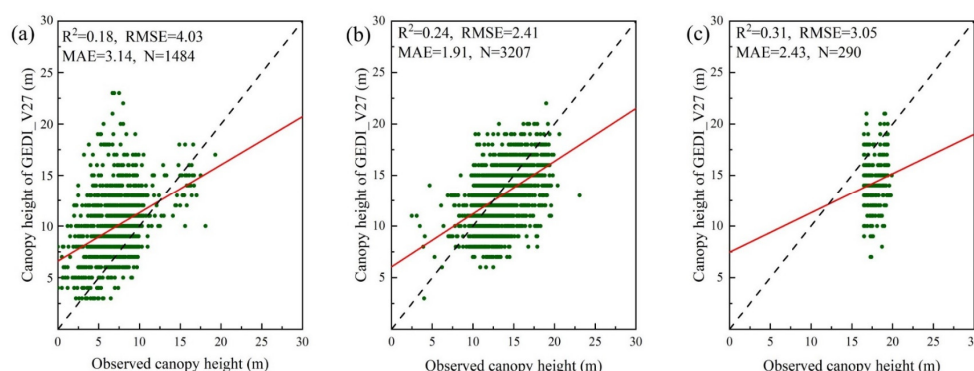 (a)
R²=0.18, RMSE=4.03
MAE=3.14, N=1484
Canopy height of GEDI_V27 (m)
30
25
20
15
10
5
0 5 10 15 20 25 30
Observed canopy height (m)
(b)
R²=0.24, RMSE=2.41
MAE=1.91, N=3207
Canopy height of GEDI_V27 (m)
30
25
20
15
10
5
0 5 10 15 20 25 30
Observed canopy height (m)
(c)
R²=0.31, RMSE=3.05
MAE=2.43, N=290
Canopy height of GEDI_V27 (m)
30
25
20
15
10
5
0 5 10 15 20 25 30
Observed canopy height (m)